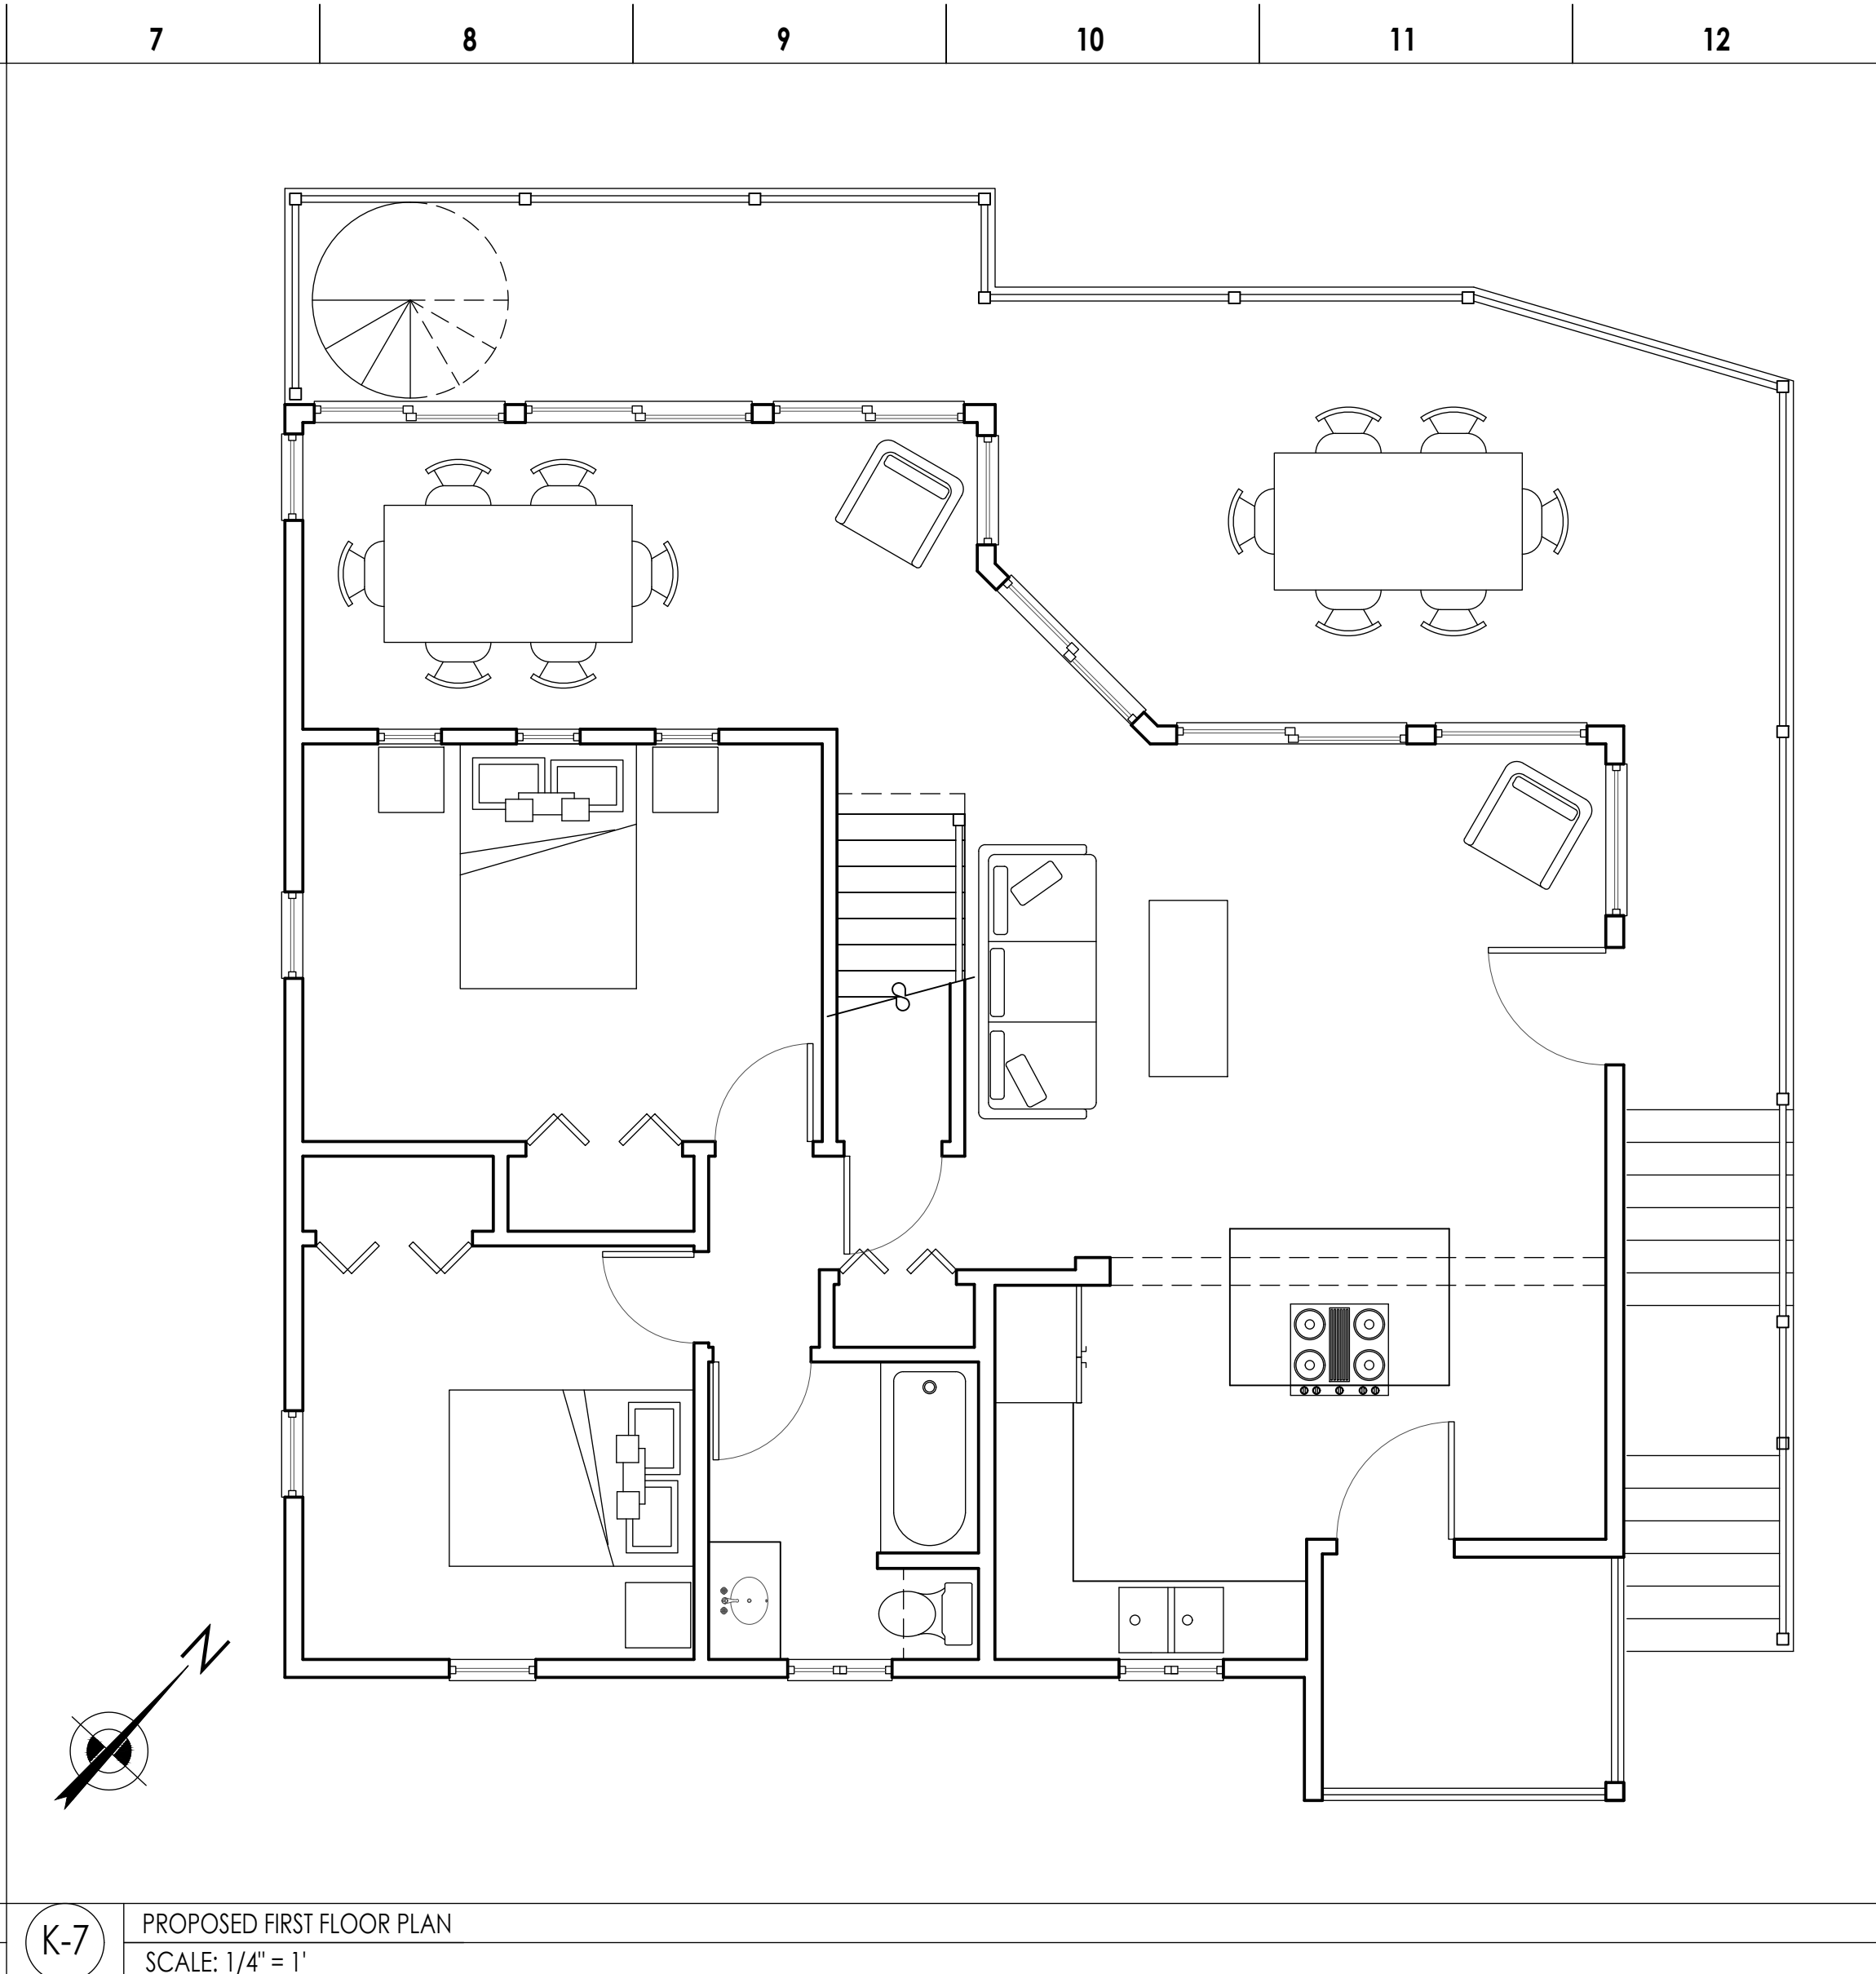 7 8 9 10 11 12
N
K-7
PROPOSED FIRST FLOOR PLAN
SCALE: 1/4" = 1'